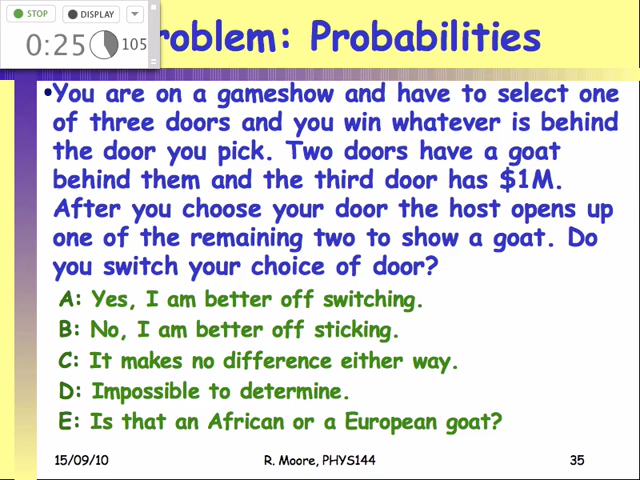 STOP DISPLAY
0:25 105
roblem: Probabilities
•You are on a gameshow and have to select one
of three doors and you win whatever is behind
the door you pick. Two doors have a goat
behind them and the third door has $1M.
After you choose your door the host opens up
one of the remaining two to show a goat. Do
you switch your choice of door?
A: Yes, I am better off switching.
B: No, I am better off sticking.
C: It makes no difference either way.
D: Impossible to determine.
E: Is that an African or a European goat?
15/09/10 R. Moore, PHYS144 35